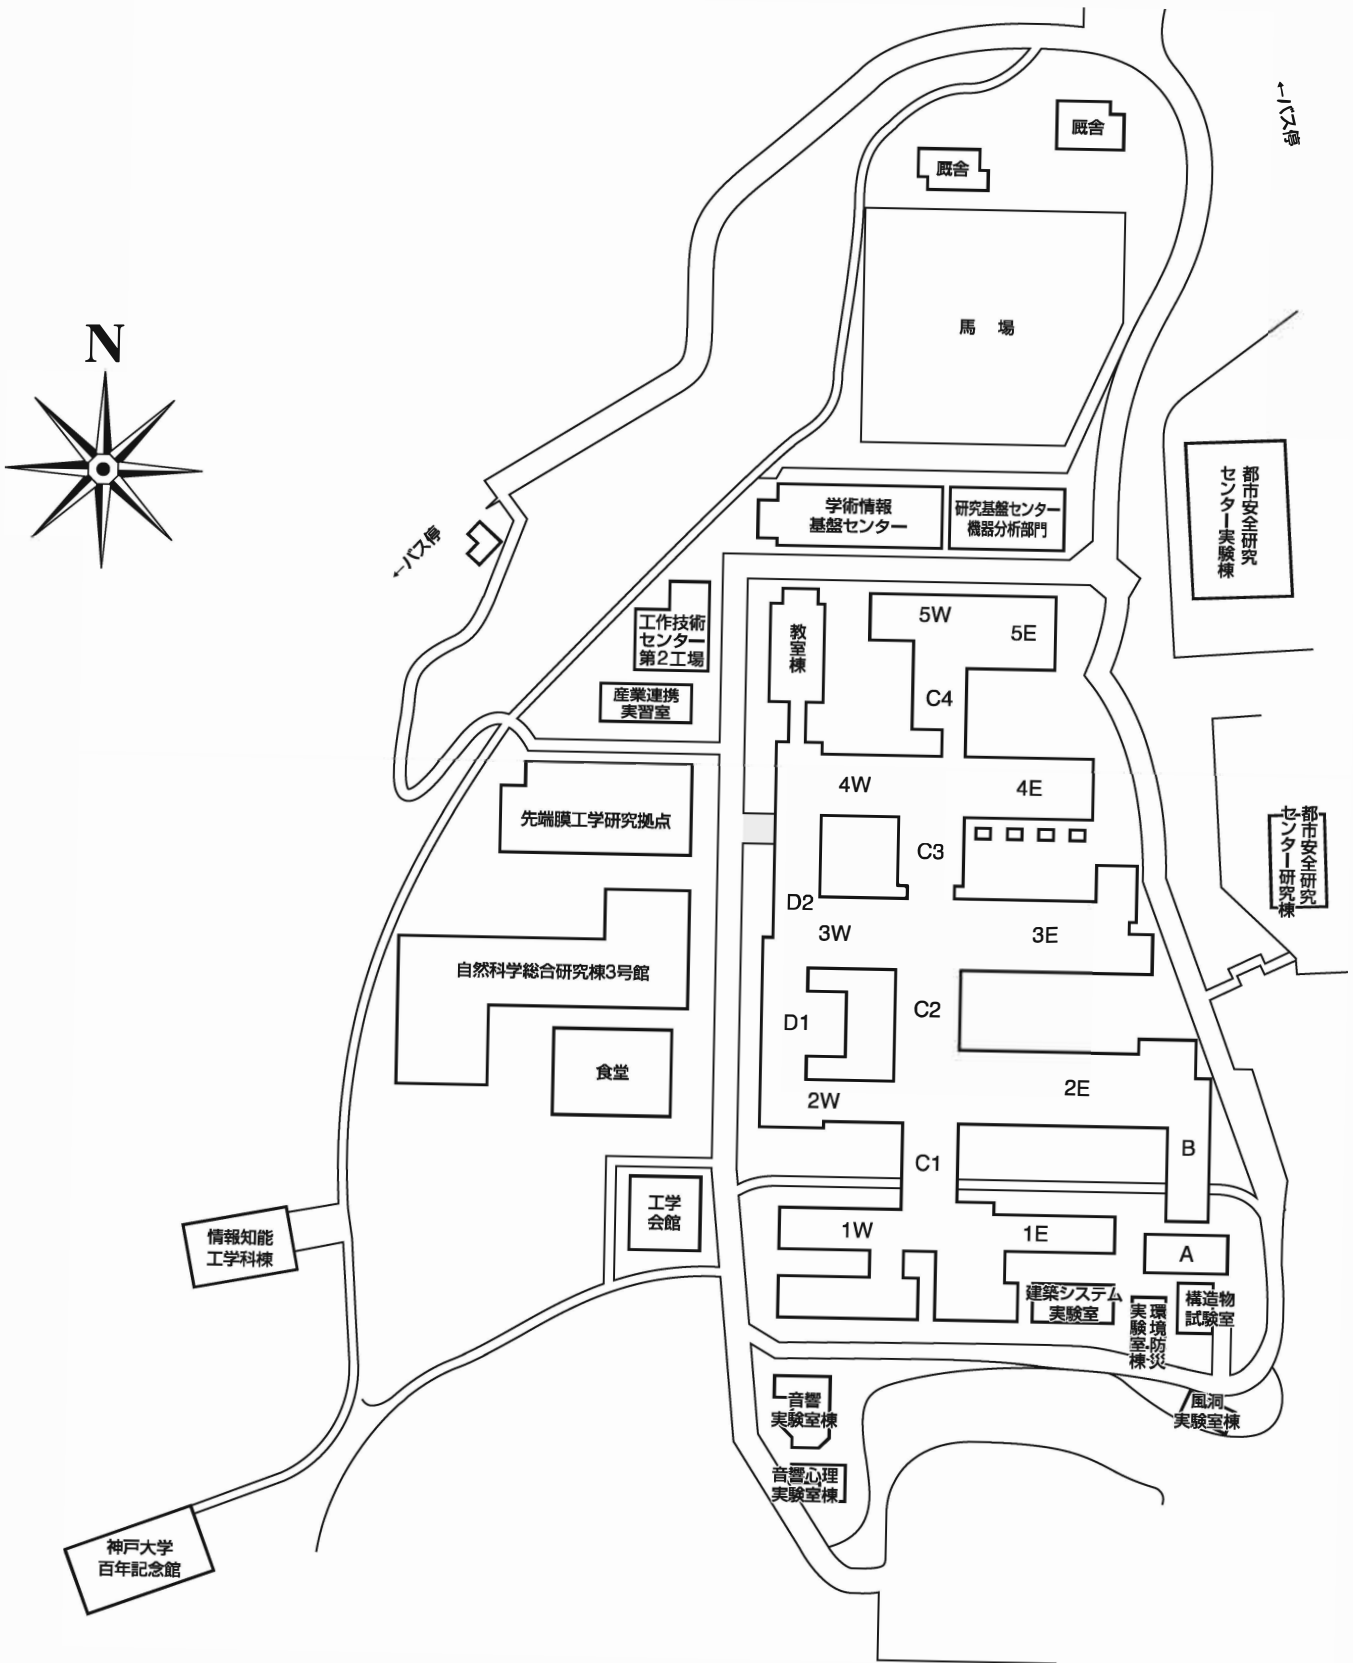 ←バス停
厩舎
厩舎
馬 場
N
学術情報
基盤センター
研究基盤センター
機器分析部門
都市安全研究
センター実験棟
←バス停
工作技術
センター
第2工場
教室棟
5W
5E
産業連携
実習室
C4
4W
4E
先端膜工学研究拠点
C3
都市安全研究
センター研究棟
D2
3W
3E
自然科学総合研究棟3号館
D1
C2
食堂
2W
2E
C1
B
工学
会館
1W
1E
情報知能
工学科棟
A
建築システム
実験室
環境防災
実験室棟
構造物
試験室
音響
実験室棟
風洞
実験室棟
音響心理
実験室棟
神戸大学
百年記念館